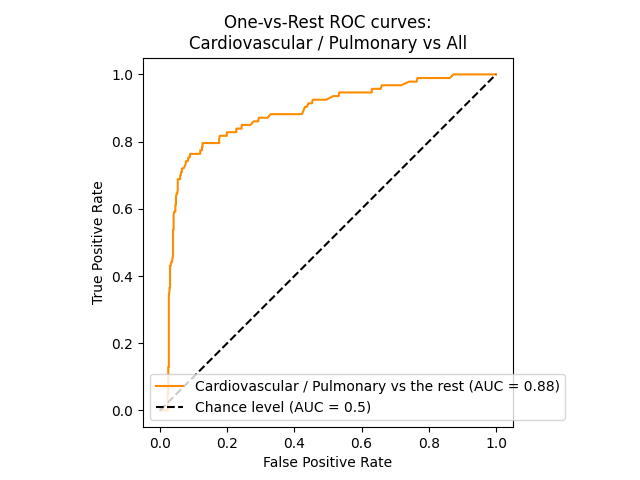 One-vs-Rest ROC curves:
Cardiovascular / Pulmonary vs All
True Positive Rate
1.0
0.8
0.6
0.4
0.2
0.0
Cardiovascular / Pulmonary vs the rest (AUC = 0.88)
Chance level (AUC = 0.5)
0.0 0.2 0.4 0.6 0.8 1.0
False Positive Rate